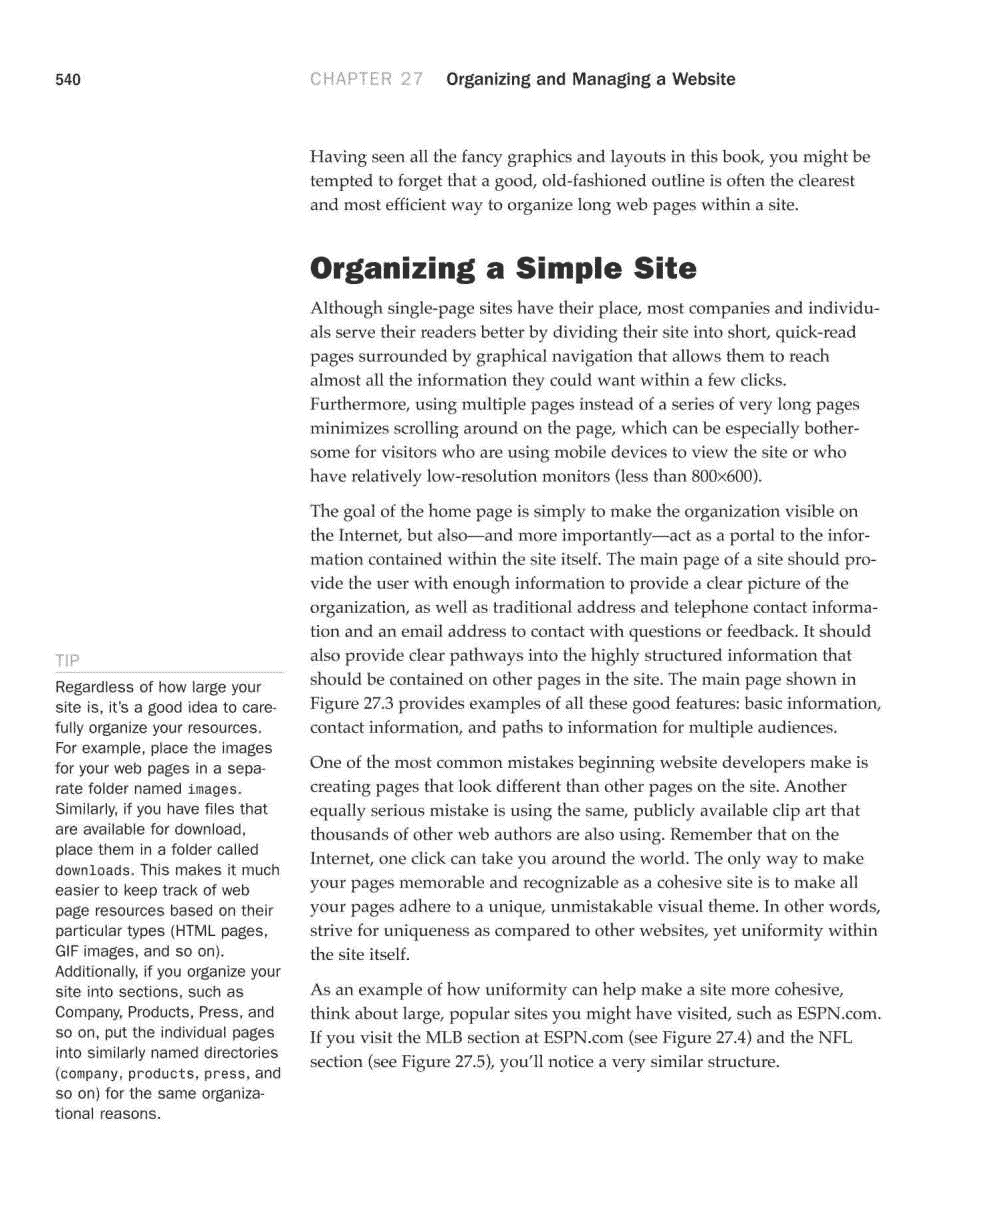 540
CHAPTER 27 Organizing and Managing a Website
Having seen all the fancy graphics and layouts in this book, you might be
tempted to forget that a good, old-fashioned outline is often the clearest
and most efficient way to organize long web pages within a site.
Organizing a Simple Site
Although single-page sites have their place, most companies and individu-
als serve their readers better by dividing their site into short, quick-read
pages surrounded by graphical navigation that allows them to reach
almost all the information they could want within a few clicks.
Furthermore, using multiple pages instead of a series of very long pages
minimizes scrolling around on the page, which can be especially bother-
some for visitors who are using mobile devices to view the site or who
have relatively low-resolution monitors (less than 800×600).
The goal of the home page is simply to make the organization visible on
the Internet, but also—and more importantly—act as a portal to the infor-
mation contained within the site itself. The main page of a site should pro-
vide the user with enough information to provide a clear picture of the
organization, as well as traditional address and telephone contact informa-
tion and an email address to contact with questions or feedback. It should
also provide clear pathways into the highly structured information that
should be contained on other pages in the site. The main page shown in
Figure 27.3 provides examples of all these good features: basic information,
contact information, and paths to information for multiple audiences.
One of the most common mistakes beginning website developers make is
creating pages that look different than other pages on the site. Another
equally serious mistake is using the same, publicly available clip art that
thousands of other web authors are also using. Remember that on the
Internet, one click can take you around the world. The only way to make
your pages memorable and recognizable as a cohesive site is to make all
your pages adhere to a unique, unmistakable visual theme. In other words,
strive for uniqueness as compared to other websites, yet uniformity within
the site itself.
As an example of how uniformity can help make a site more cohesive,
think about large, popular sites you might have visited, such as ESPN.com.
If you visit the MLB section at ESPN.com (see Figure 27.4) and the NFL
section (see Figure 27.5), you'll notice a very similar structure.
TIP
Regardless of how large your
site is, it's a good idea to care-
fully organize your resources.
For example, place the images
for your web pages in a sepa-
rate folder named images.
Similarly, if you have files that
are available for download,
place them in a folder called
downloads. This makes it much
easier to keep track of web
page resources based on their
particular types (HTML pages,
GIF images, and so on).
Additionally, if you organize your
site into sections, such as
Company, Products, Press, and
so on, put the individual pages
into similarly named directories
(company, products, press, and
so on) for the same organiza-
tional reasons.